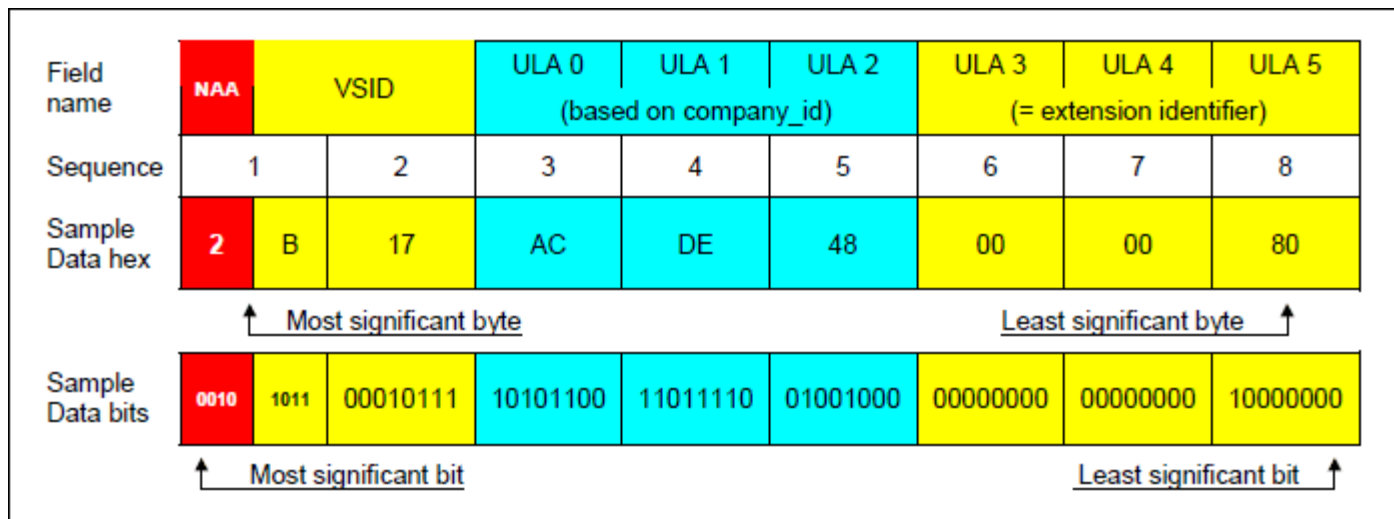 Field name NAA VSID ULA 0 ULA 1 ULA 2 ULA 3 ULA 4 ULA 5
(based on company_id) (= extension identifier)
Sequence 1 2 3 4 5 6 7 8
Sample Data hex 2 B 17 AC DE 48 00 00 80
Most significant byte Least significant byte
Sample Data bits 0010 1011 00010111 10101100 11011110 01001000 00000000 00000000 10000000
Most significant bit Least significant bit